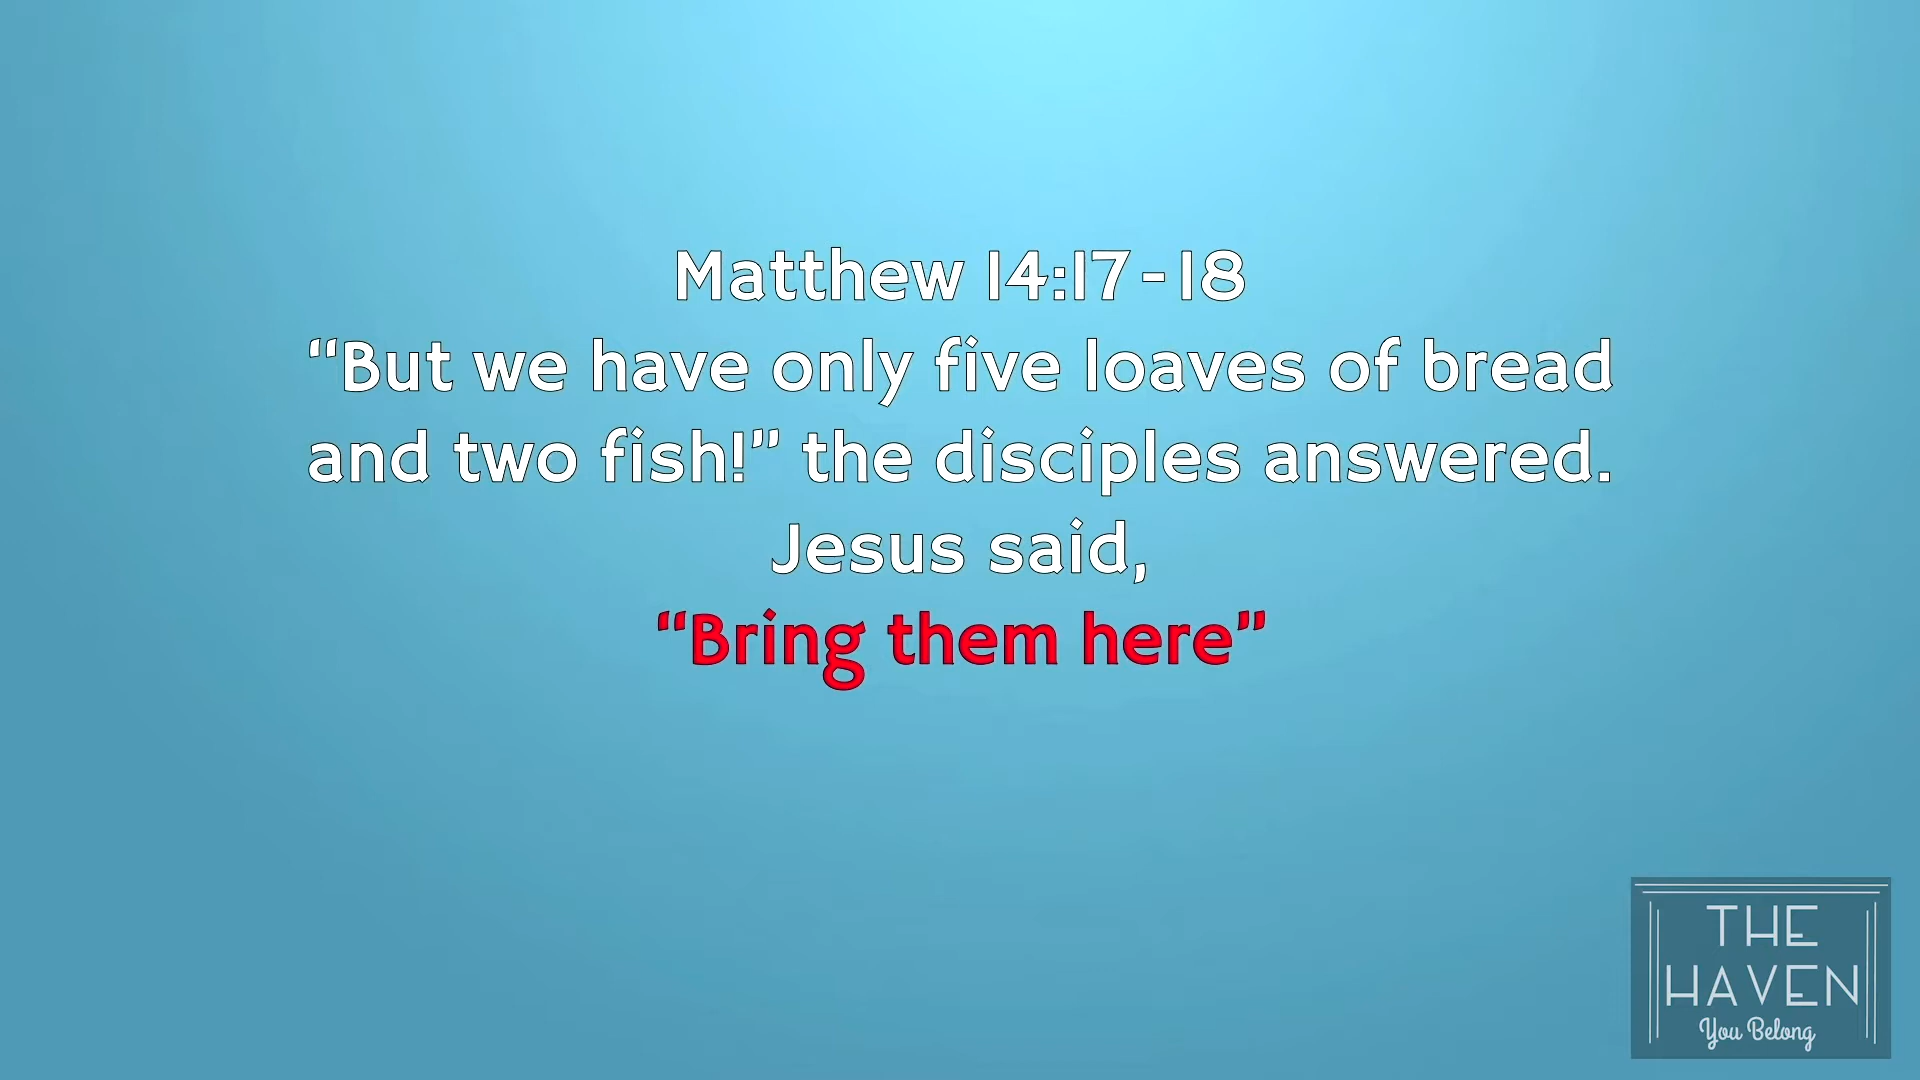 Matthew 14:17-18
“But we have only five loaves of bread
and two fish!” the disciples answered.
Jesus said,
“Bring them here”
THE
HAVEN
You Belong